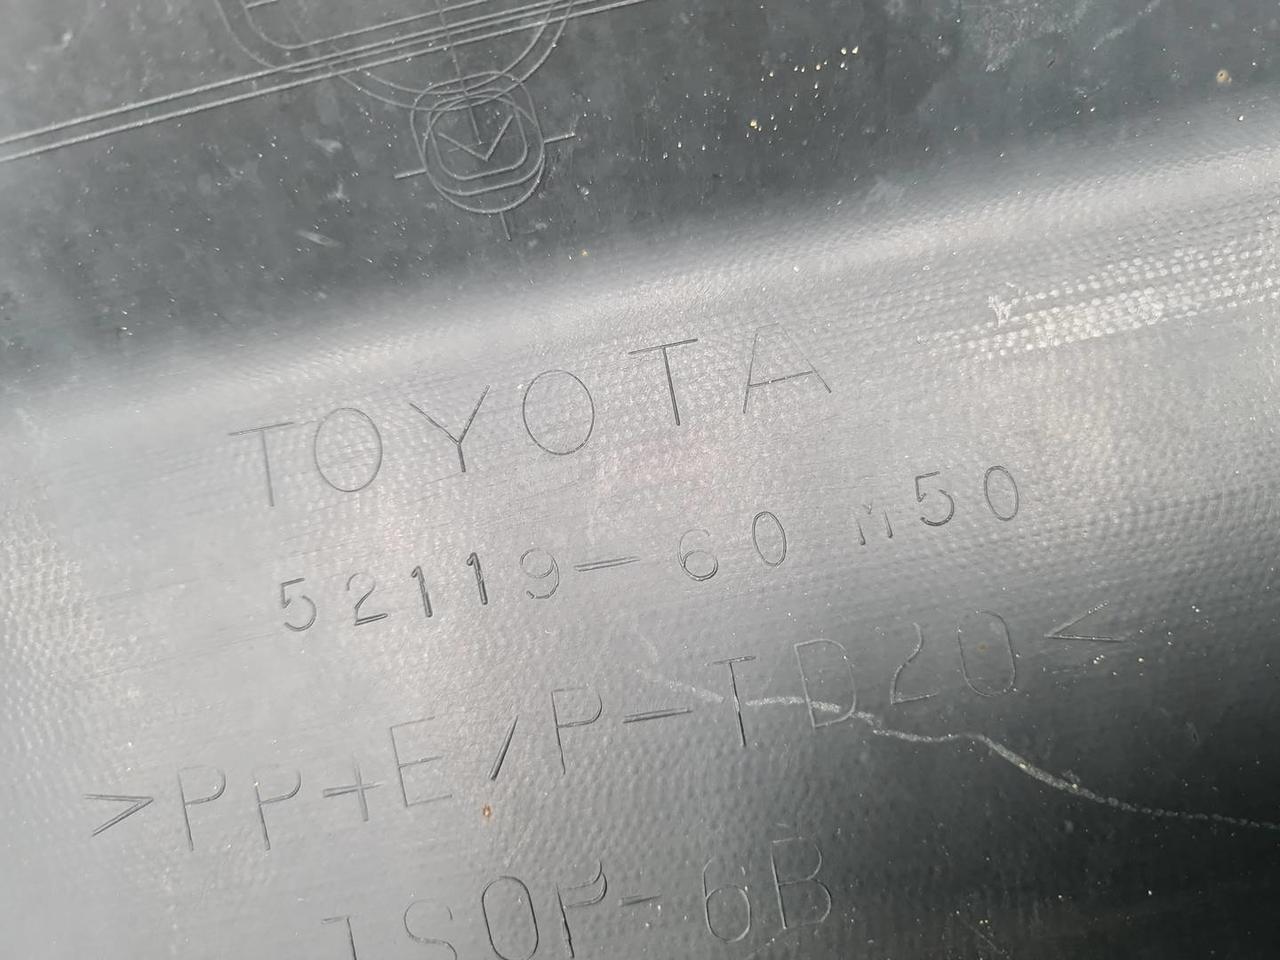 TOYOTA
52119-60M50
>PP+E/P-TD20<
TSOP-6B